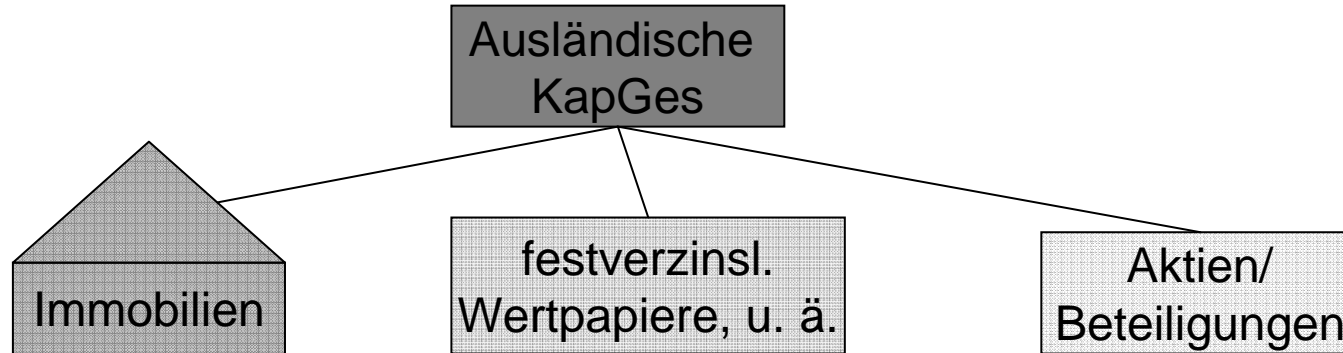 Ausländische
KapGes
Immobilien
festverzinsl.
Wertpapiere, u. ä.
Aktien/
Beteiligungen